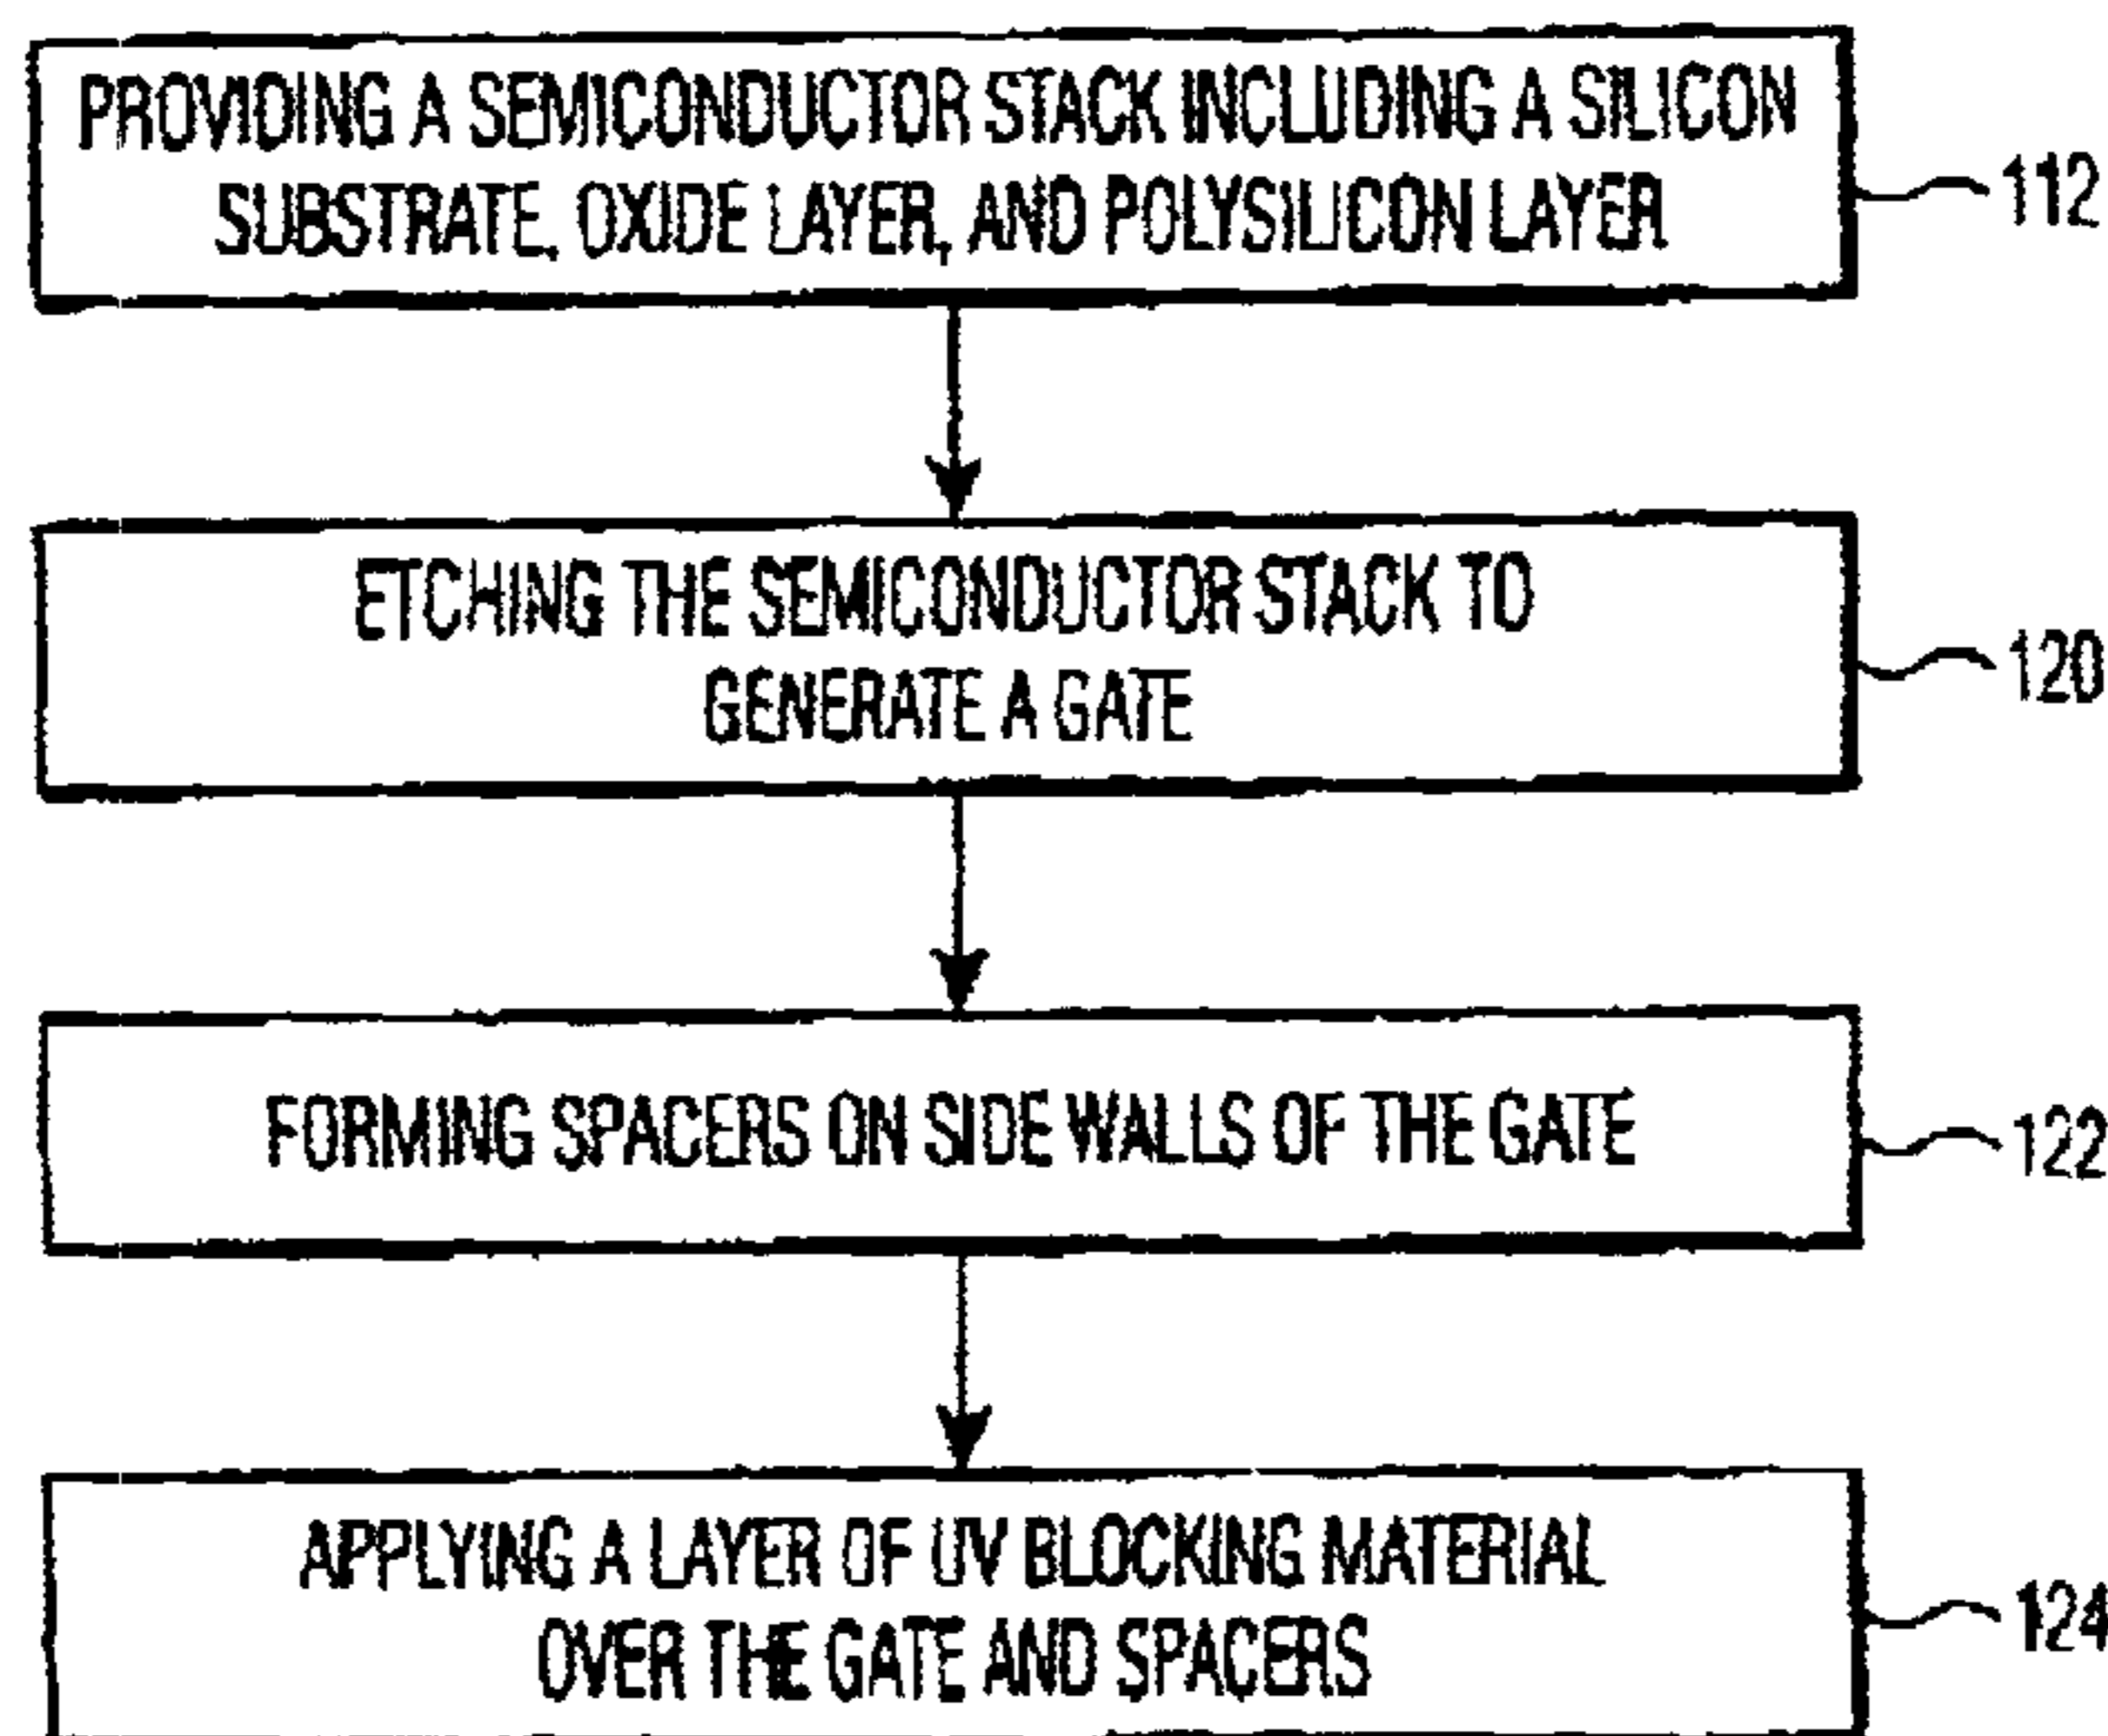 PROVIDING A SEMICONDUCTOR STACK INCLUDING A SILICON
SUBSTRATE, OXIDE LAYER, AND POLYSILICON LAYER
112
ETCHING THE SEMICONDUCTOR STACK TO
GENERATE A GATE
120
FORMING SPACERS ON SIDE WALLS OF THE GATE
122
APPLYING A LAYER OF UV BLOCKING MATERIAL
OVER THE GATE AND SPACERS
124